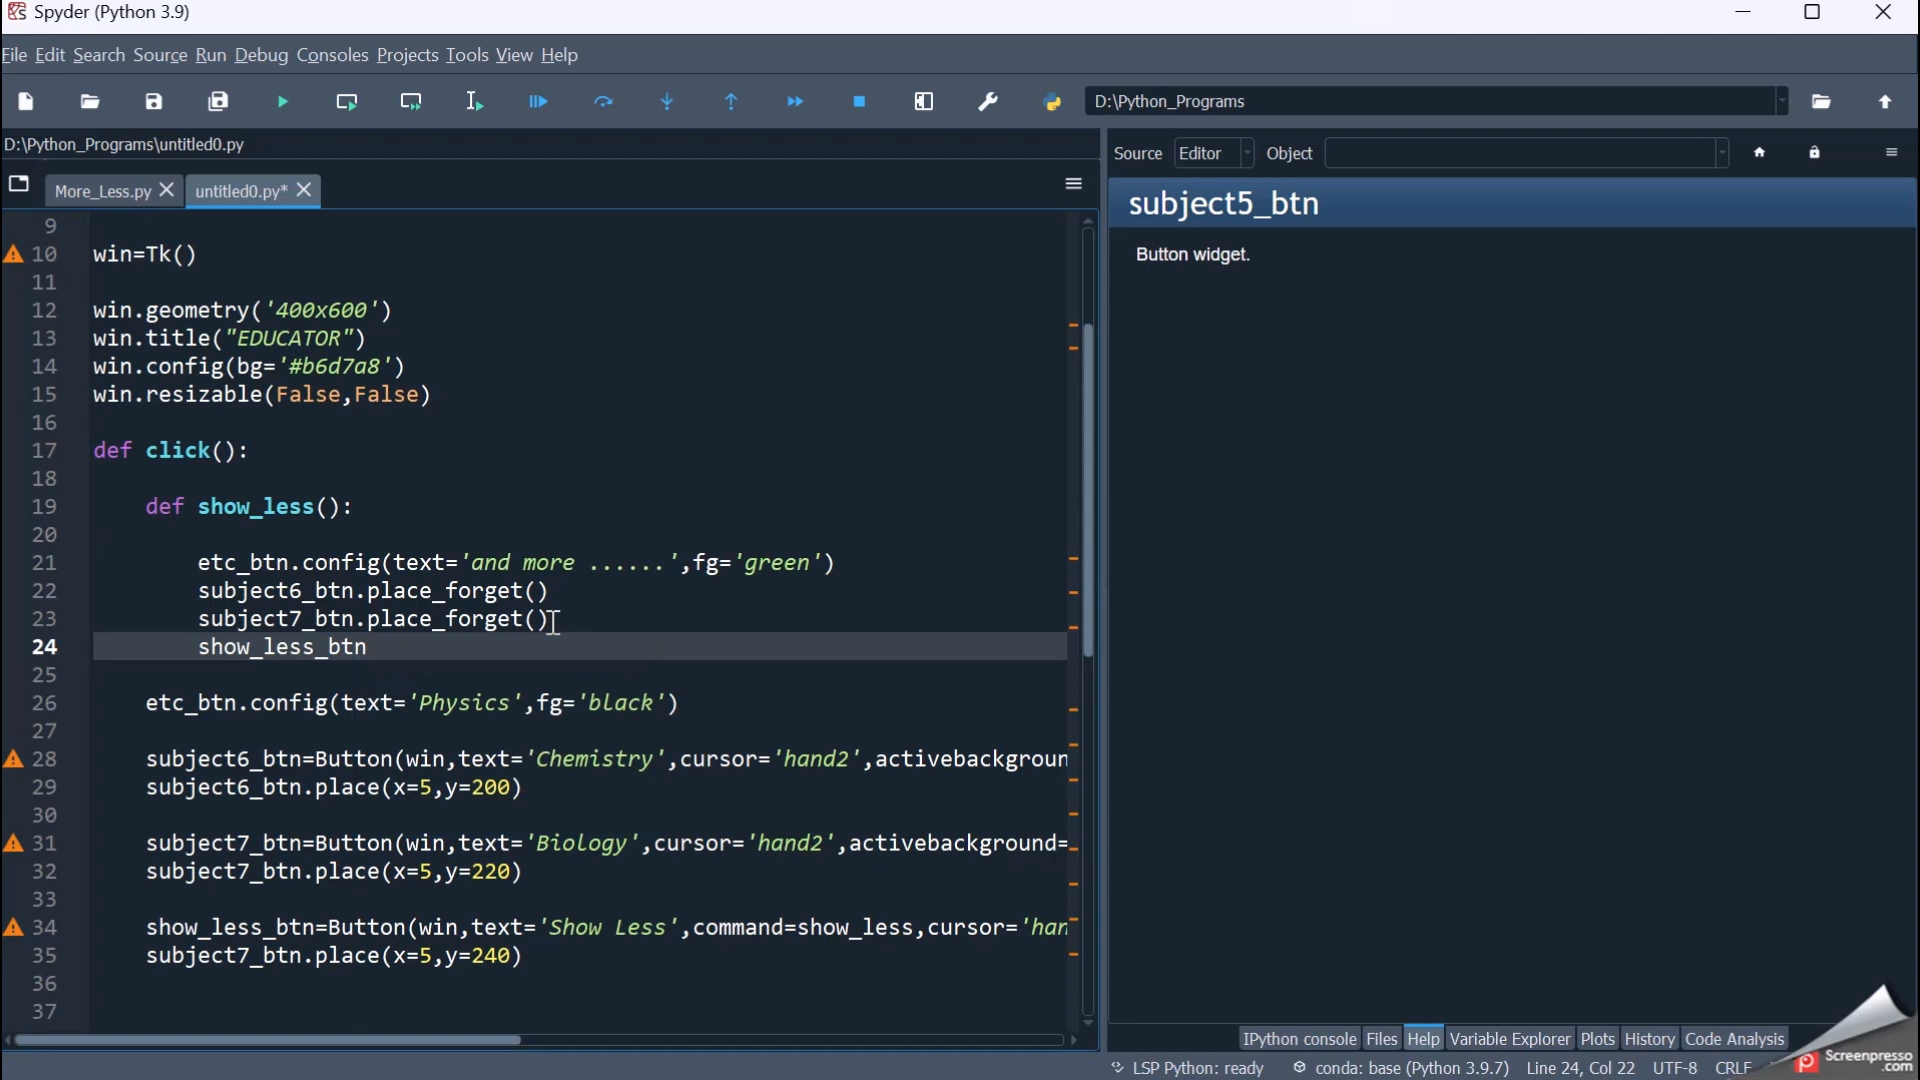 Spyder (Python 3.9)
File Edit Search Source Run Debug Consoles Projects Tools View Help
D:\Python_Programs
D:\Python_Programs\untitled0.py
More_Less.py
untitled0.py*
9
10 win=Tk()
11
12 win.geometry('400x600')
13 win.title("EDUCATOR")
14 win.config(bg='#b6d7a8')
15 win.resizable(False,False)
16
17 def click():
18
19 def show_less():
20
21 etc_btn.config(text='and more ......',fg='green')
22 subject6_btn.place_forget()
23 subject7_btn.place_forget()
24 show_less_btn
25
26 etc_btn.config(text='Physics',fg='black')
27
28 subject6_btn=Button(win,text='Chemistry',cursor='hand2',activebackgroun
29 subject6_btn.place(x=5,y=200)
30
31 subject7_btn=Button(win,text='Biology',cursor='hand2',activebackground=
32 subject7_btn.place(x=5,y=220)
33
34 show_less_btn=Button(win,text='Show Less',command=show_less,cursor='han
35 subject7_btn.place(x=5,y=240)
36
37
Source Editor Object
subject5_btn
Button widget.
IPython console Files Help Variable Explorer Plots History Code Analysis
LSP Python: ready conda: base (Python 3.9.7) Line 24, Col 22 UTF-8 CRLF
Screenpresso
.com